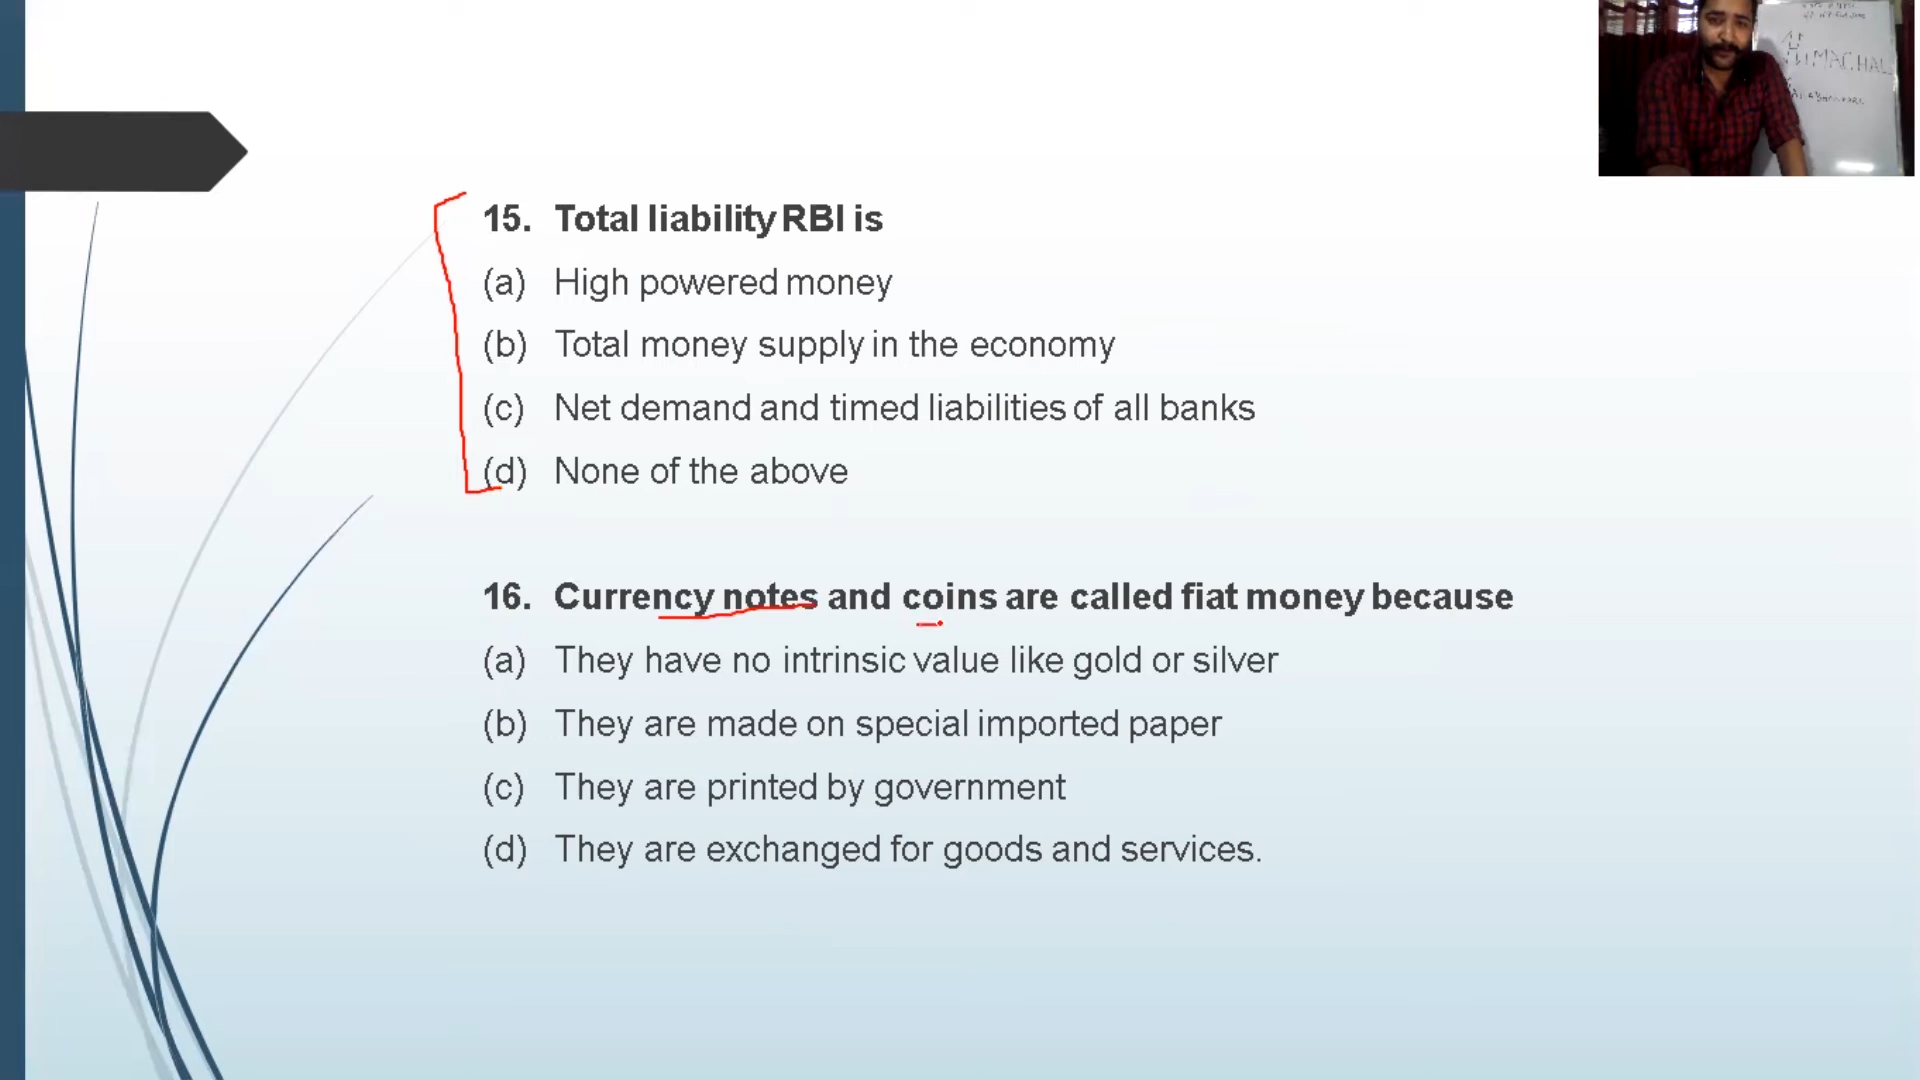 MACHAL
15. Total liability RBI is
(a) High powered money
(b) Total money supply in the economy
(c) Net demand and timed liabilities of all banks
(d) None of the above
16. Currency notes and coins are called fiat money because
(a) They have no intrinsic value like gold or silver
(b) They are made on special imported paper
(c) They are printed by government
(d) They are exchanged for goods and services.